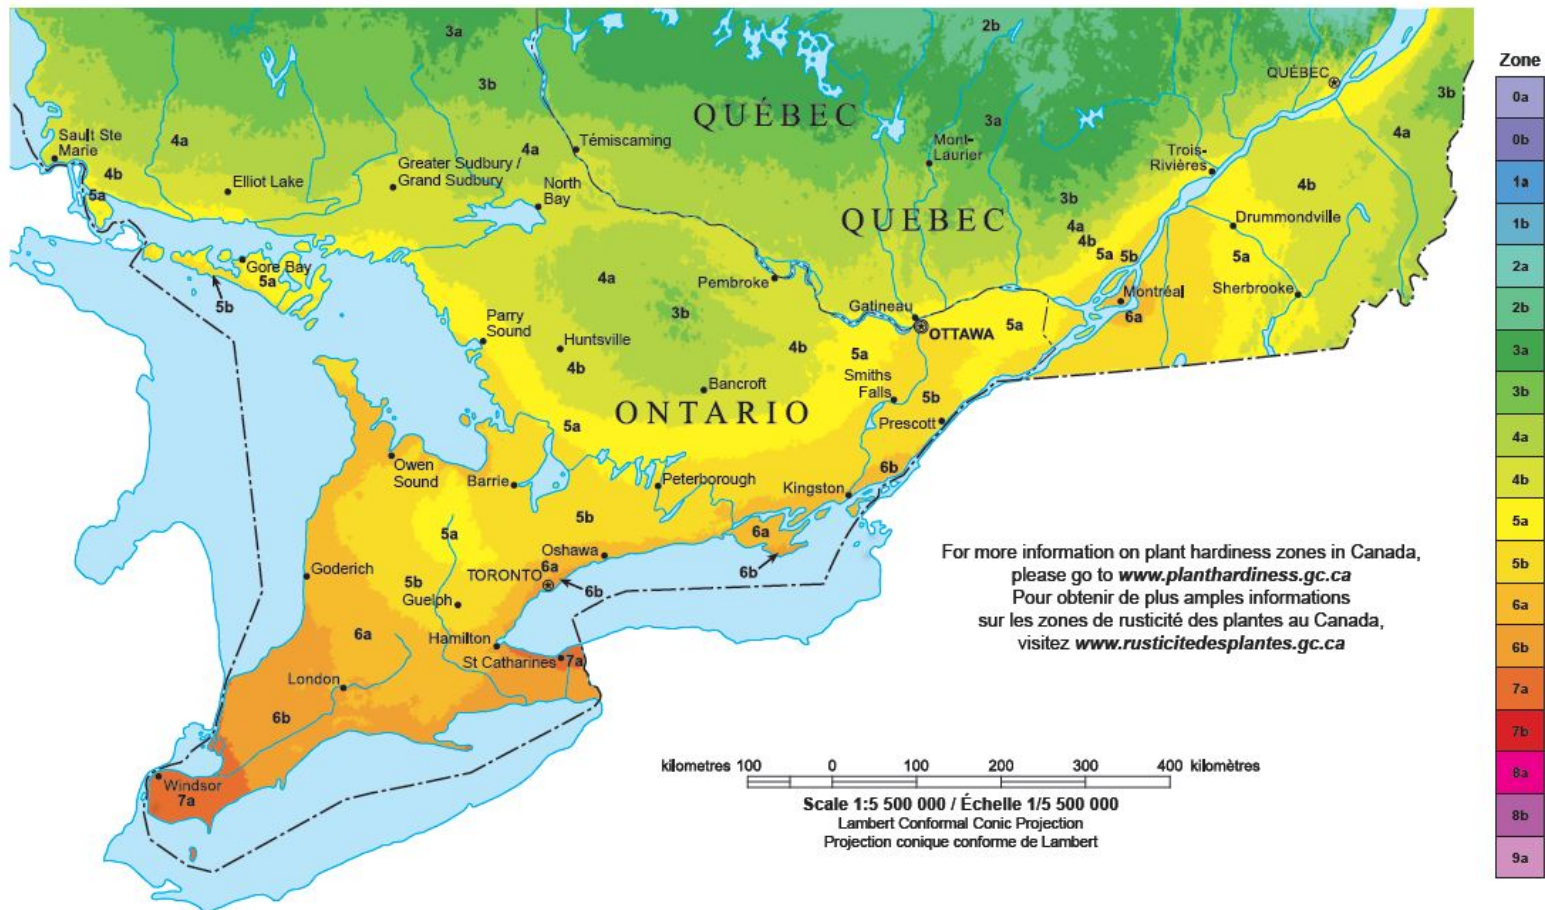 3a
2b
Zone
QUÉBEC
0a
3b
3b
0b
QUÉBEC
3a
4a
Sault Ste
Marie
4a
4a
Témiscaming
Mont-
Laurier
Trois-
Rivières
1a
4b
Greater Sudbury /
Grand Sudbury
Elliot Lake
North
Bay
4b
5a
3b
1b
QUEBEC
4a
Drummondville
4b
5a
5b
5a
Gore Bay
5a
2a
4a
Pembroke
Montréal
Sherbrooke
5b
Gatineau
6a
2b
3b
Parry
Sound
OTTAWA
5a
Huntsville
4b
5a
3a
4b
Smiths
Falls
Bancroft
5b
3b
ONTARIO
Prescott
5a
4a
Owen
Sound
6b
Barrie
Peterborough
Kingston
4b
5b
6a
5a
5a
Oshawa
6a
For more information on plant hardiness zones in Canada,
please go to www.planthardiness.gc.ca
Pour obtenir de plus amples informations
sur les zones de rusticité des plantes au Canada,
visitez www.rusticitedesplantes.gc.ca
5b
Goderich
5b
TORONTO
6b
6b
Guelph
6a
6a
Hamilton
St Catharines
7a
6b
London
7a
6b
7b
kilometres 100 0 100 200 300 400 kilomètres
8a
Windsor
7a
Scale 1:5 500 000 / Échelle 1/5 500 000
Lambert Conformal Conic Projection
Projection conique conforme de Lambert
8b
9a